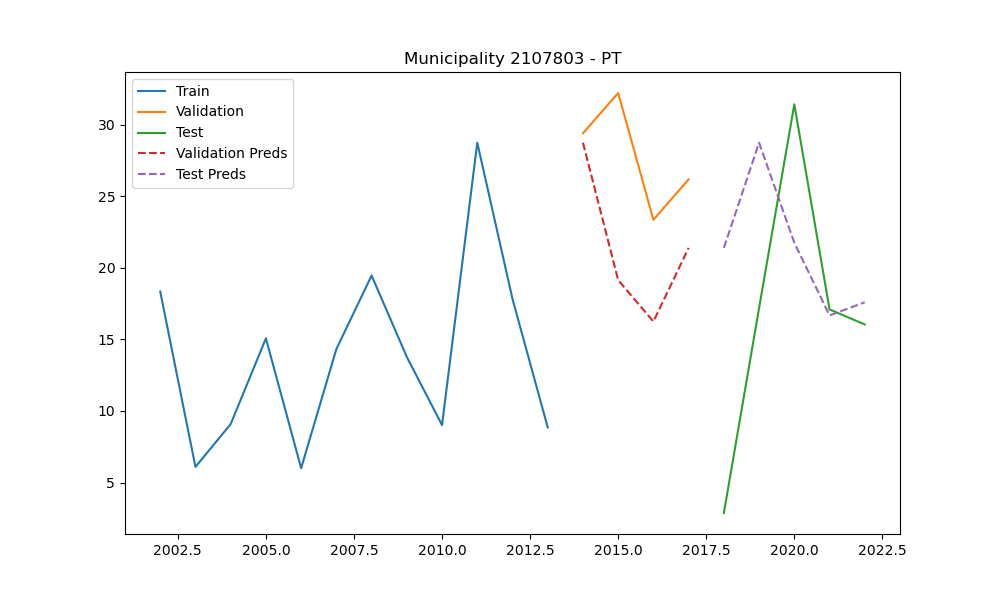 Municipality 2107803 - PT
Train
Validation
Test
Validation Preds
Test Preds
30
25
20
15
10
5
2002.5 2005.0 2007.5 2010.0 2012.5 2015.0 2017.5 2020.0 2022.5